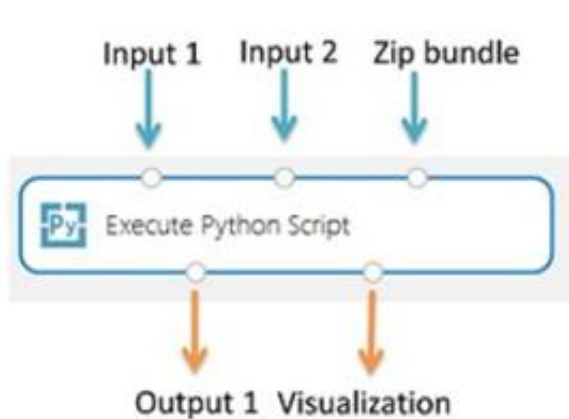 Input 1 Input 2 Zip bundle
Py Execute Python Script
Output 1 Visualization